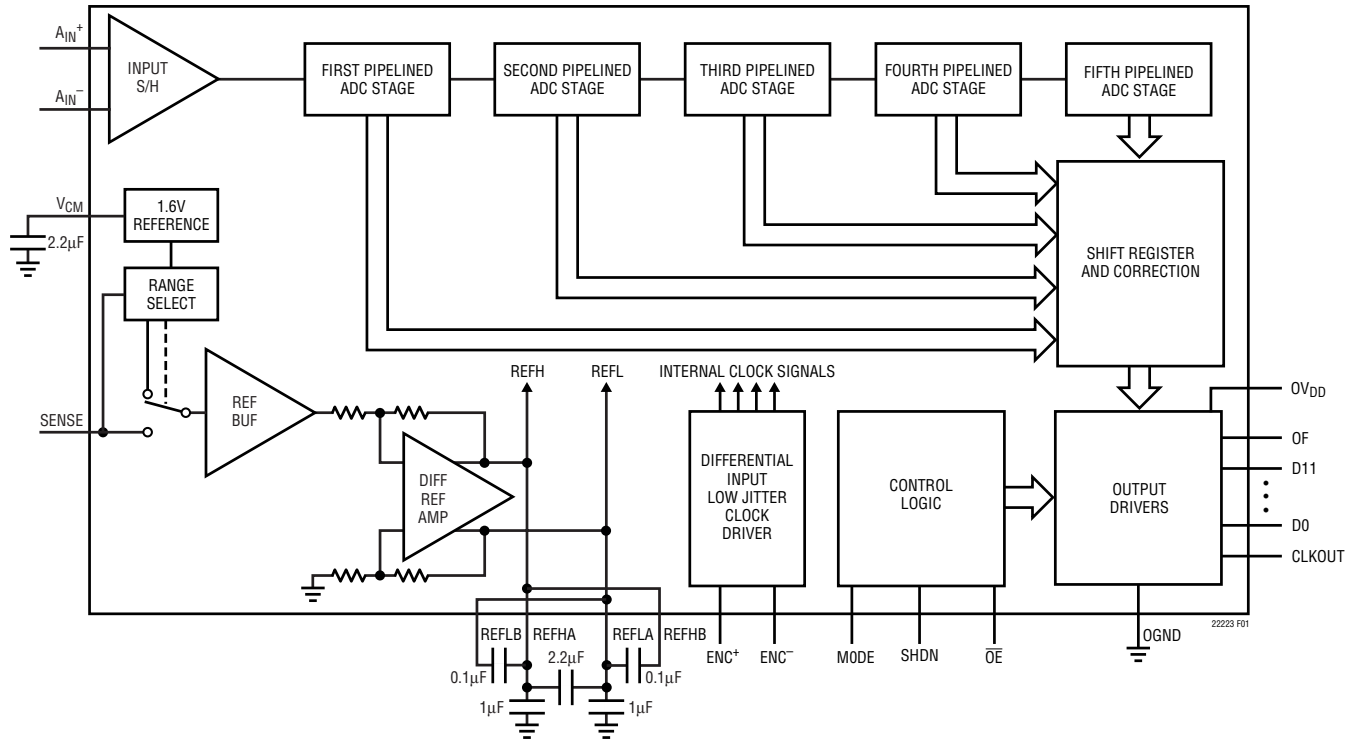 AIN+
INPUT
S/H
AIN–
FIRST PIPELINED
ADC STAGE
SECOND PIPELINED
ADC STAGE
THIRD PIPELINED
ADC STAGE
FOURTH PIPELINED
ADC STAGE
FIFTH PIPELINED
ADC STAGE
VCM
2.2µF
1.6V
REFERENCE
RANGE
SELECT
SHIFT REGISTER
AND CORRECTION
SENSE
REF
BUF
DIFF
REF
AMP
REFH
REFL
INTERNAL CLOCK SIGNALS
DIFFERENTIAL
INPUT
LOW JITTER
CLOCK
DRIVER
CONTROL
LOGIC
OUTPUT
DRIVERS
OVDD
OF
D11
D0
CLKOUT
REFLB
REFHA
REFLA
REFHB
2.2µF
0.1µF
0.1µF
1µF
1µF
ENC+
ENC–
M0DE
SHDN
OE
OGND
22223 F01